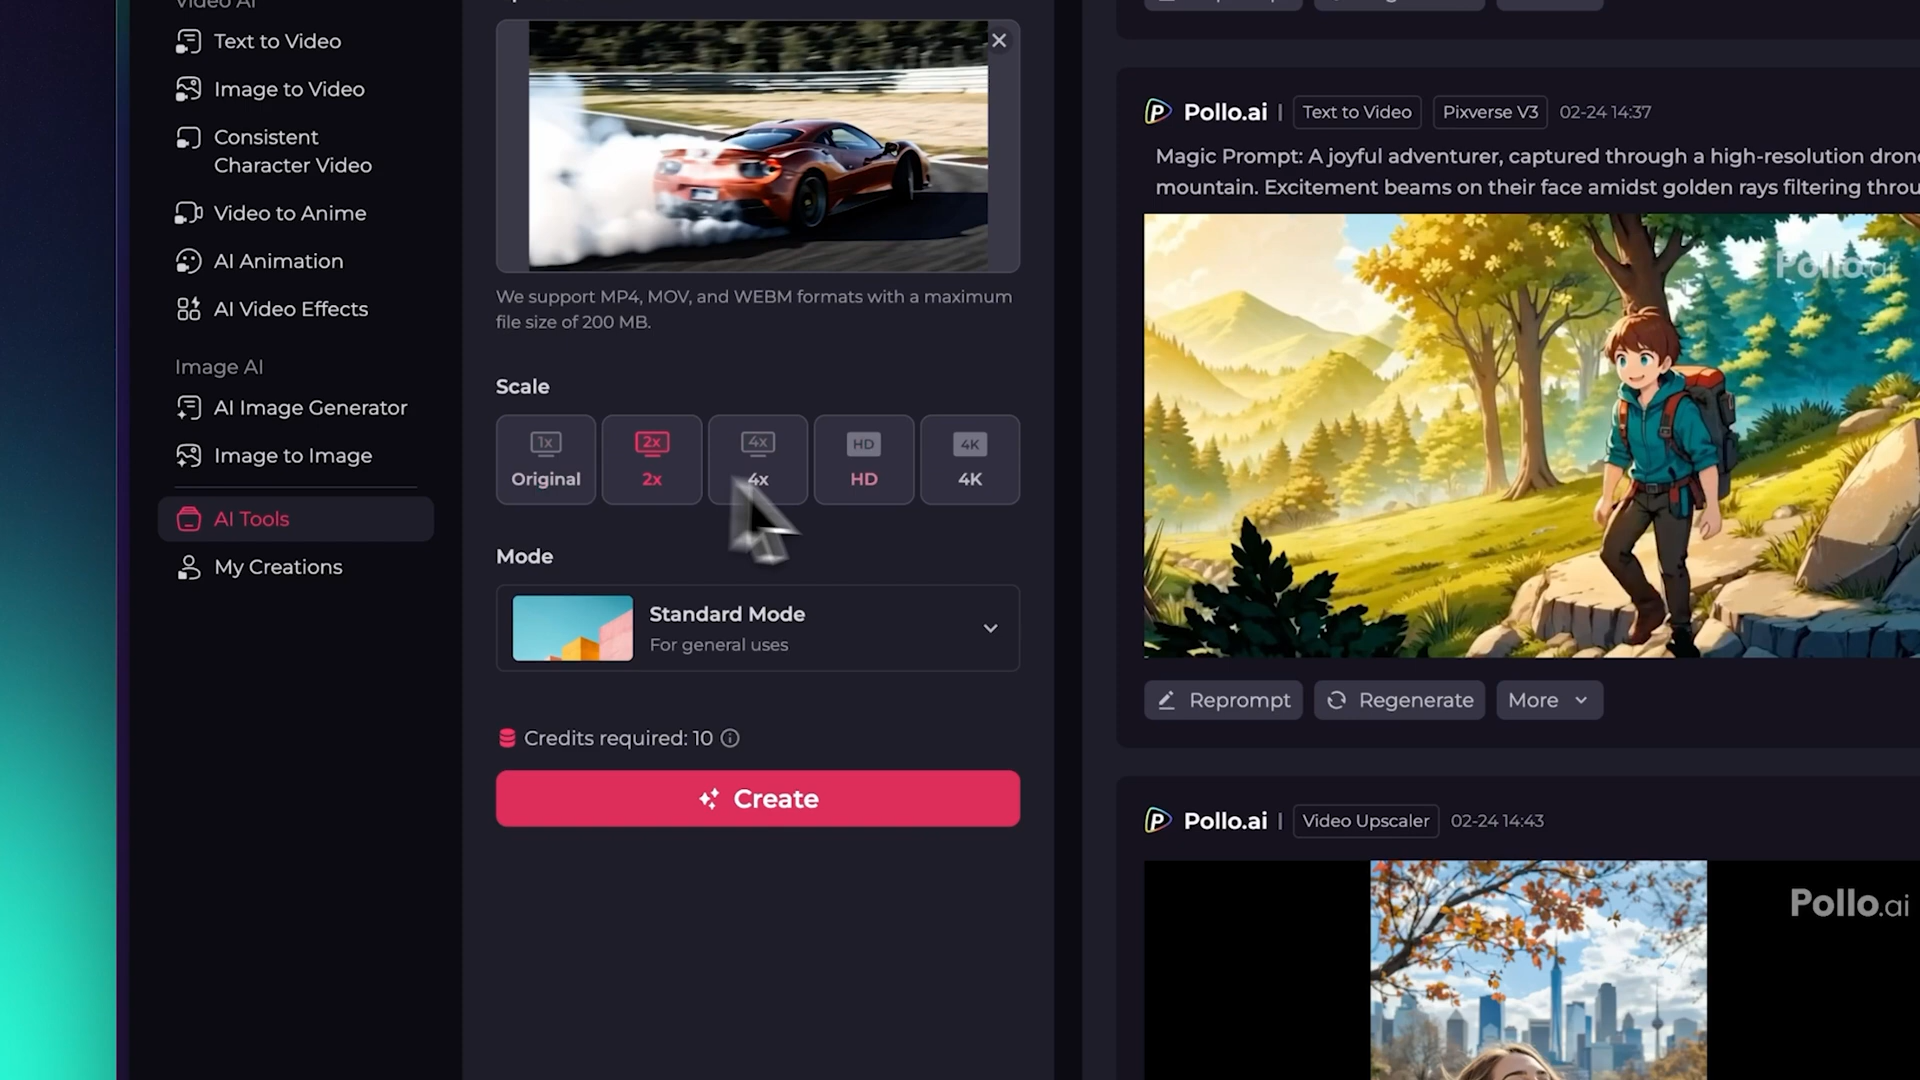 Video AI
Text to Video
Image to Video
Consistent
Character Video
Video to Anime
AI Animation
AI Video Effects
Image AI
AI Image Generator
Image to Image
AI Tools
My Creations
We support MP4, MOV, and WEBM formats with a maximum
file size of 200 MB.
Scale
1x 2x 4x HD 4K
Original 2x 4x HD 4K
Mode
Standard Mode
For general uses
Credits required: 10
Create
Pollo.ai | Text to Video Pixverse V3 02-24 14:37
Magic Prompt: A joyful adventurer, captured through a high-resolution drone
mountain. Excitement beams on their face amidst golden rays filtering throu
Pollo.ai
Reprompt Regenerate More
Pollo.ai | Video Upscaler 02-24 14:43
Pollo.ai